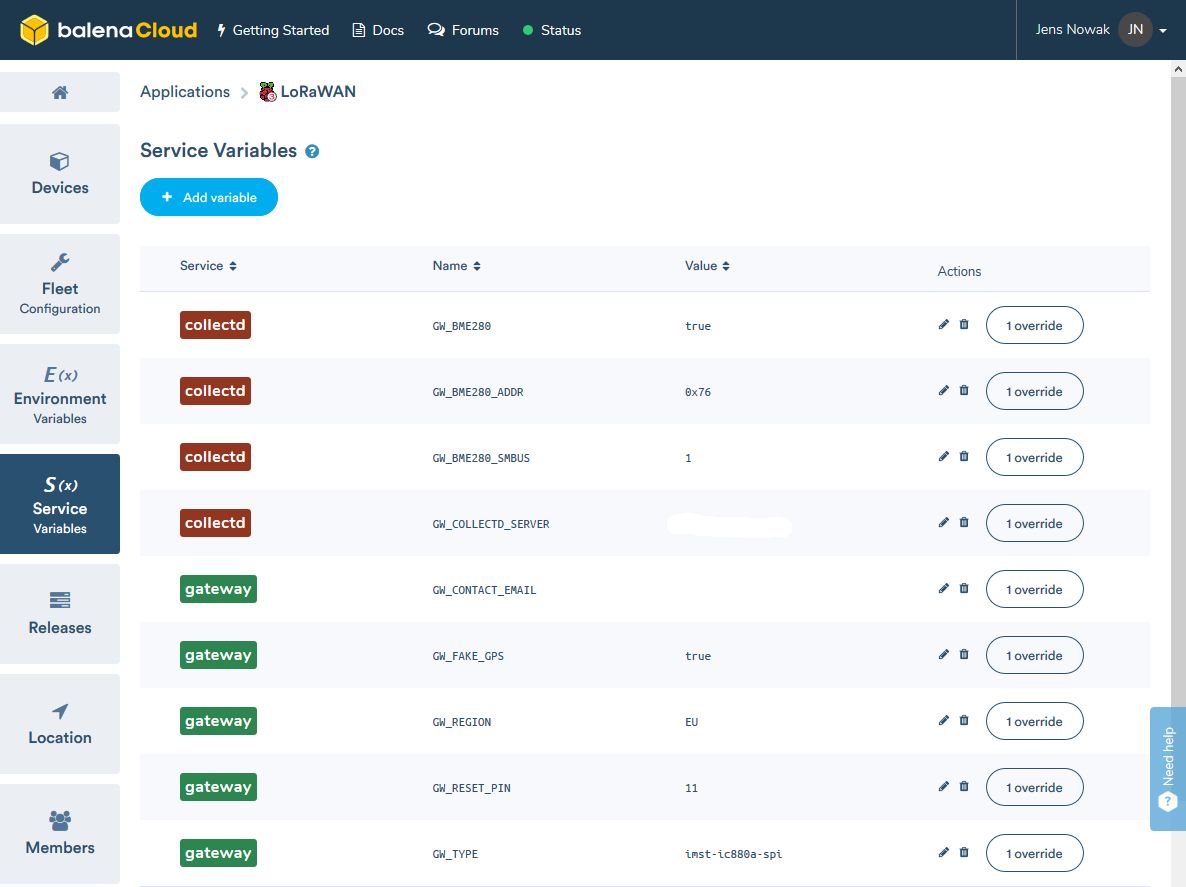 balenaCloud Getting Started Docs Forums Status Jens Nowak JN
Applications LoRaWAN
Devices
Fleet
Configuration
E(x)
Environment
Variables
S(x)
Service
Variables
Releases
Location
Members
Service Variables ?
+ Add variable
Service Name Value Actions
collectd GW_BME280 true 1 override
collectd GW_BME280_ADDR 0x76 1 override
collectd GW_BME280_SMBUS 1 1 override
collectd GW_COLLECTD_SERVER 1 override
gateway GW_CONTACT_EMAIL 1 override
gateway GW_FAKE_GPS true 1 override
gateway GW_REGION EU 1 override
gateway GW_RESET_PIN 11 1 override
gateway GW_TYPE imst-ic880a-spi 1 override
? Need help